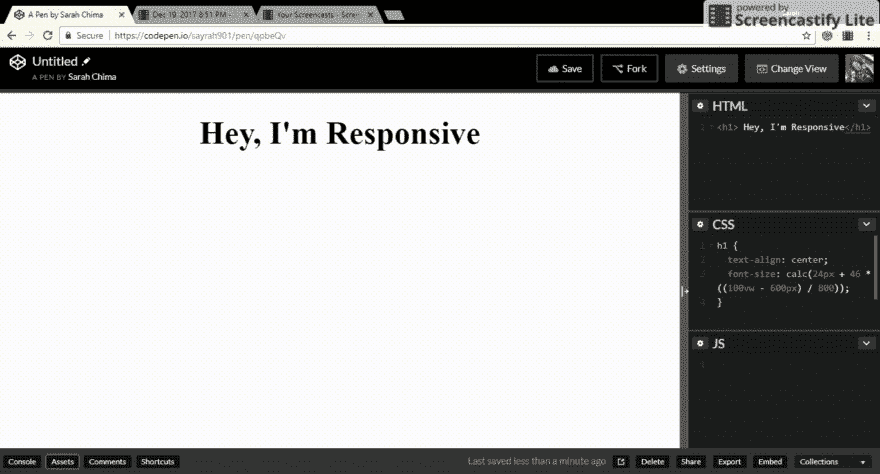 A Pen by Sarah Chima
Dec 19, 2017 8:51 PM -
Your Screencasts - Scre
powered by
Screencastify Lite
Secure
https://codepen.io/sayrah901/pen/qpbeQv
Untitled
A PEN BY Sarah Chima
Save
Fork
Settings
Change View
Hey, I'm Responsive
HTML
1 <h1> Hey, I'm Responsive</h1>
CSS
1 h1 {
2 text-align: center;
3 font-size: calc(24px + 46 *
((100vw - 600px) / 800));
4 }
JS
1
Console Assets Comments Shortcuts Last saved less than a minute ago Delete Share Export Embed Collections